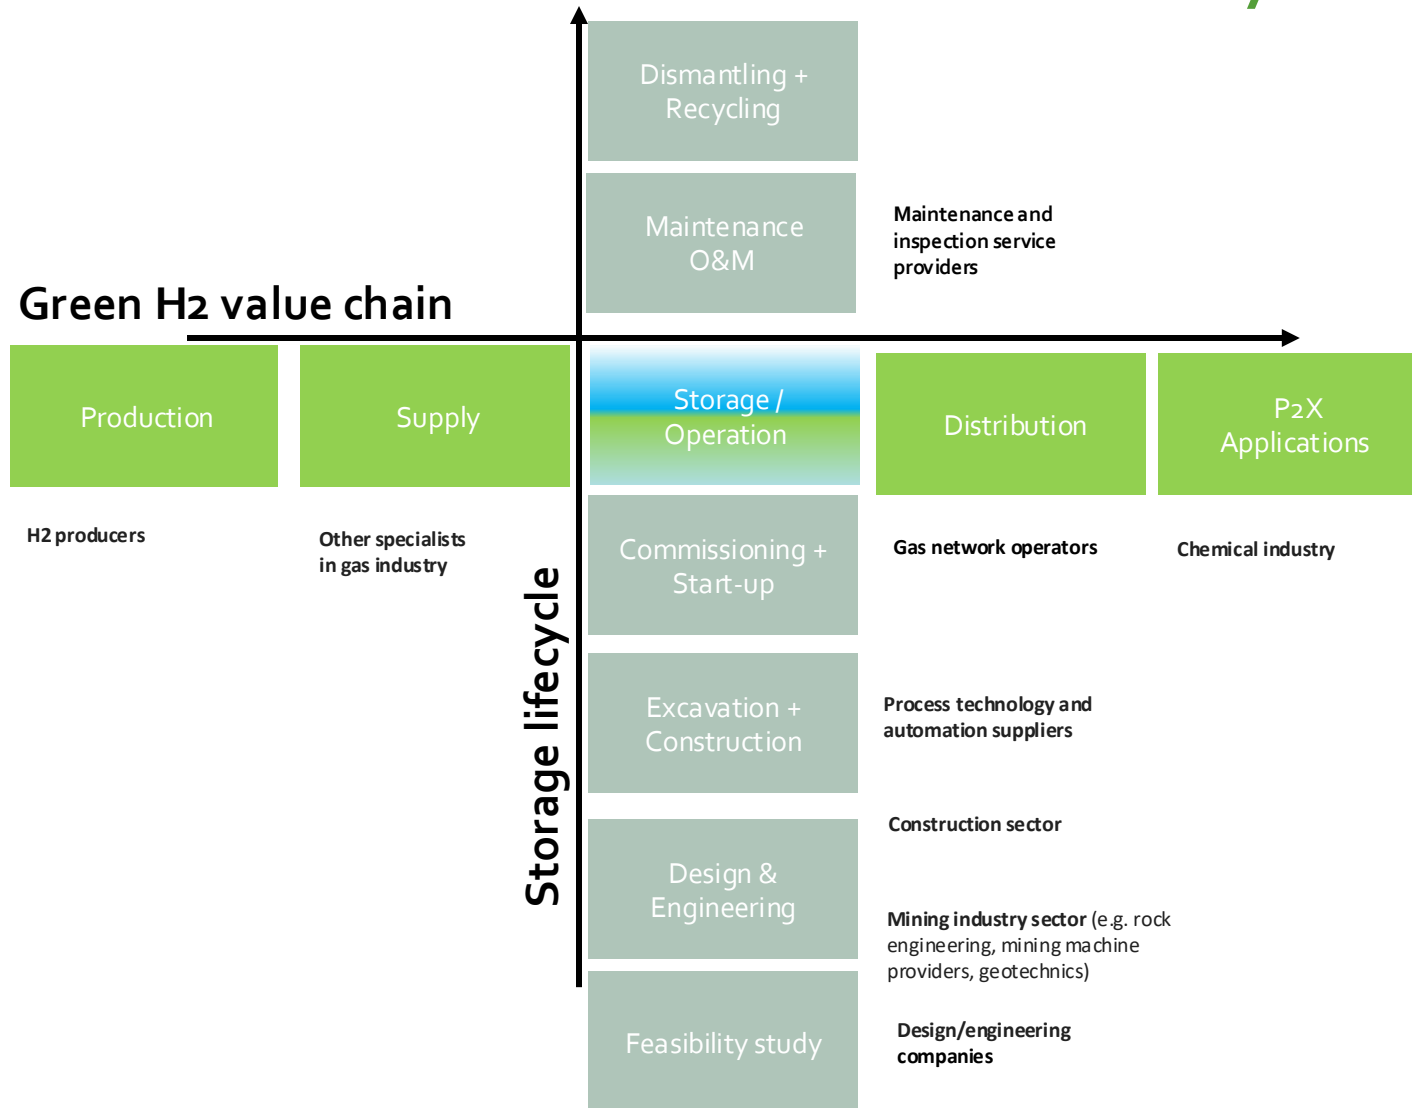 Dismantling +
Recycling
Maintenance
O&M
Maintenance and
inspection service
providers
Green H2 value chain
Production
Supply
Storage /
Operation
Distribution
P2X
Applications
H2 producers
Other specialists
in gas industry
Commissioning +
Start-up
Gas network operators
Chemical industry
Storage lifecycle
Excavation +
Construction
Process technology and
automation suppliers
Construction sector
Design &
Engineering
Mining industry sector (e.g. rock
engineering, mining machine
providers, geotechnics)
Feasibility study
Design/engineering
companies